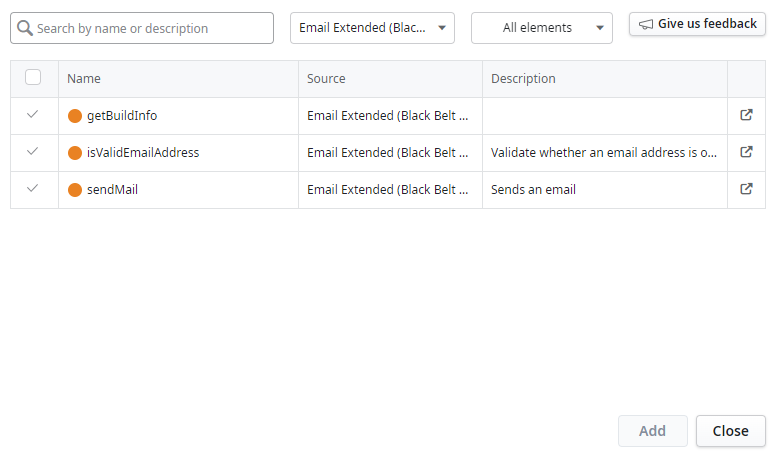 Search by name or description
Email Extended (Blac...
All elements
Give us feedback
Name Source Description
getBuildInfo Email Extended (Black Belt ...
isValidEmailAddress Email Extended (Black Belt ... Validate whether an email address is o...
sendMail Email Extended (Black Belt ... Sends an email
Add Close